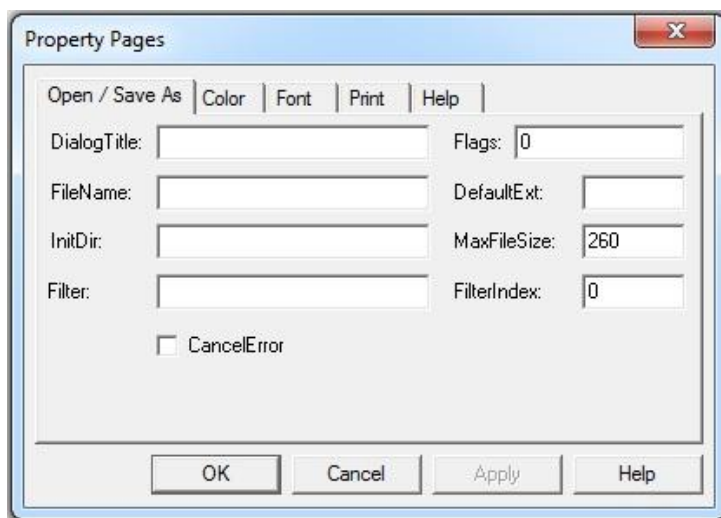 Property Pages
Open / Save As Color Font Print Help
DialogTitle: Flags: 0
FileName: DefaultExt:
InitDir: MaxFileSize: 260
Filter: FilterIndex: 0
CancelError
OK Cancel Apply Help